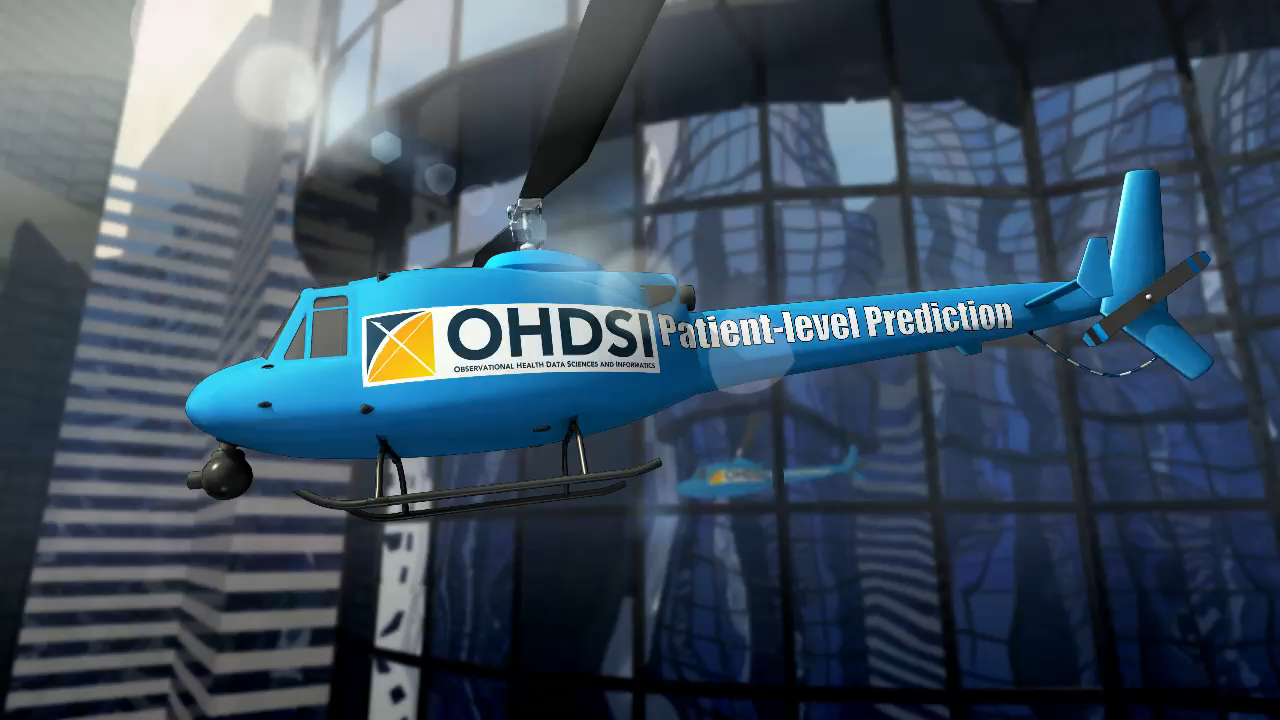 OHDSI
Observational Health Data Sciences and Informatics
Patient-level Prediction